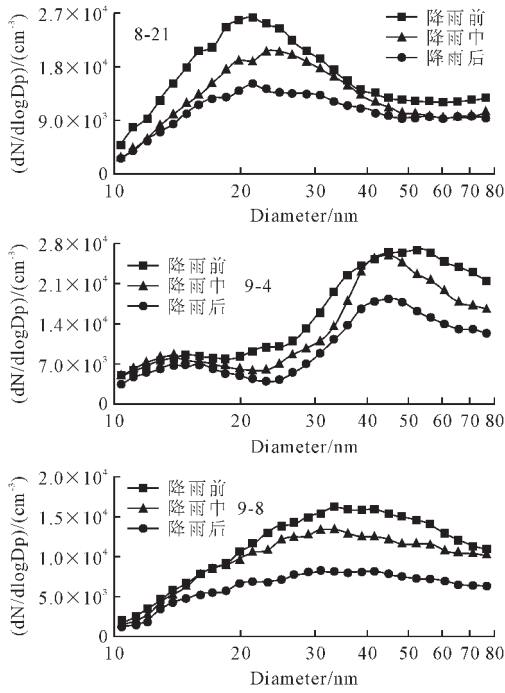 2.7×10⁴
1.8×10⁴
9.0×10³
0
(dN/dlogDp)/(cm⁻³)
8-21
降雨前
降雨中
降雨后
10 20 30 40 50 60 70 80
Diameter/nm
2.8×10⁴
2.1×10⁴
1.4×10⁴
7.0×10³
0
(dN/dlogDp)/(cm⁻³)
降雨前
降雨中 9-4
降雨后
10 20 30 40 50 60 70 80
Diameter/nm
2.0×10⁴
1.5×10⁴
1.0×10⁴
5.0×10³
0
(dN/dlogDp)/(cm⁻³)
降雨前
降雨中 9-8
降雨后
10 20 30 40 50 60 70 80
Diameter/nm